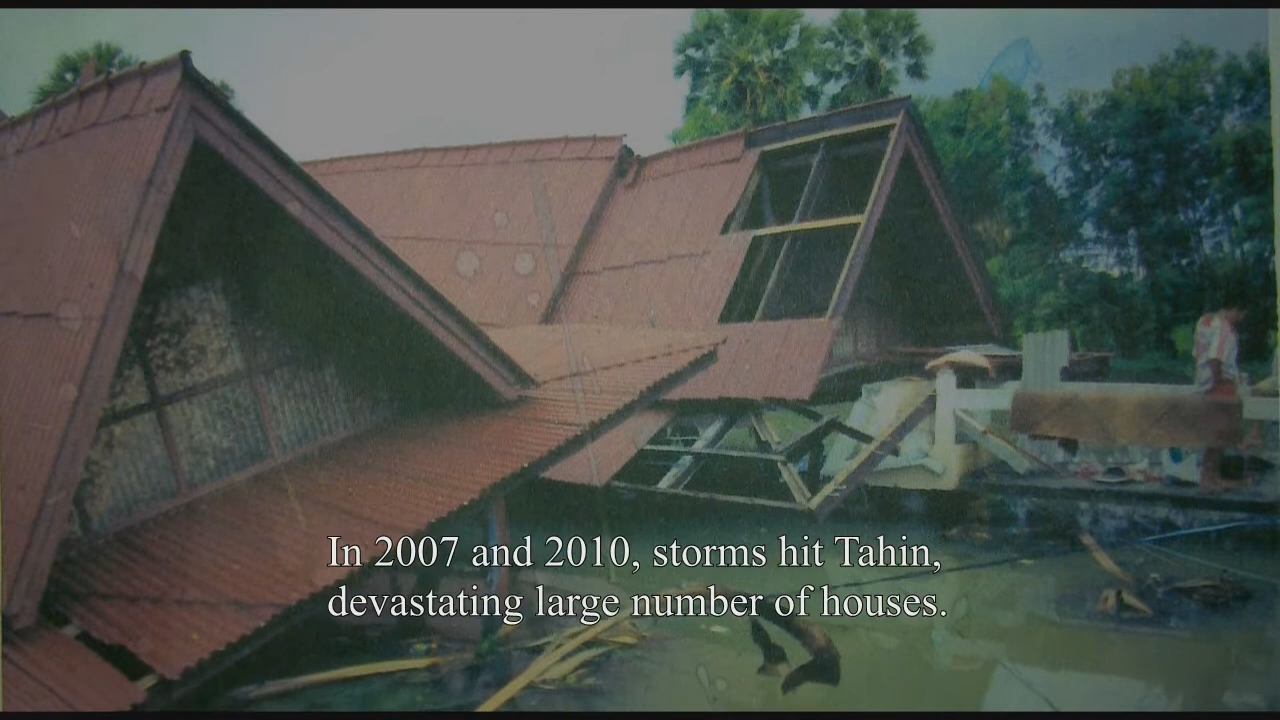 In 2007 and 2010, storms hit Tahin,
devastating large number of houses.